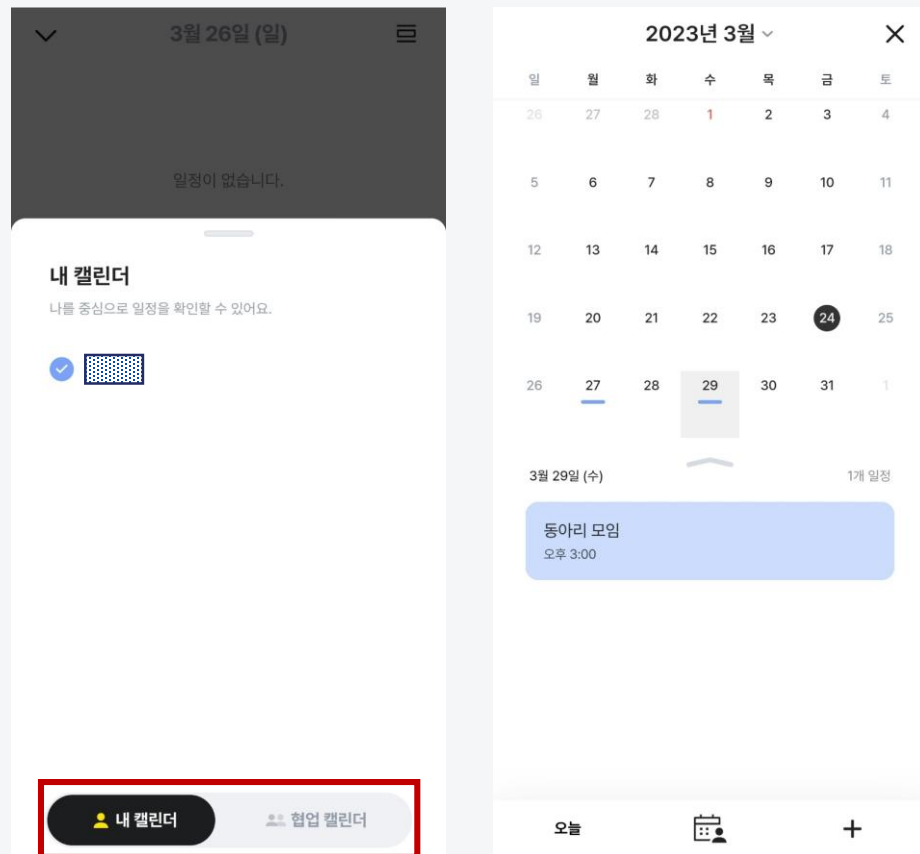 3월 26일 (일)
일정이 없습니다.
내 캘린더
나를 중심으로 일정을 확인할 수 있어요.
내 캘린더 협업 캘린더
2023년 3월
일 월 화 수 목 금 토
26 27 28 1 2 3 4
5 6 7 8 9 10 11
12 13 14 15 16 17 18
19 20 21 22 23 24 25
26 27 28 29 30 31 1
3월 29일 (수) 1개 일정
동아리 모임
오후 3:00
오늘